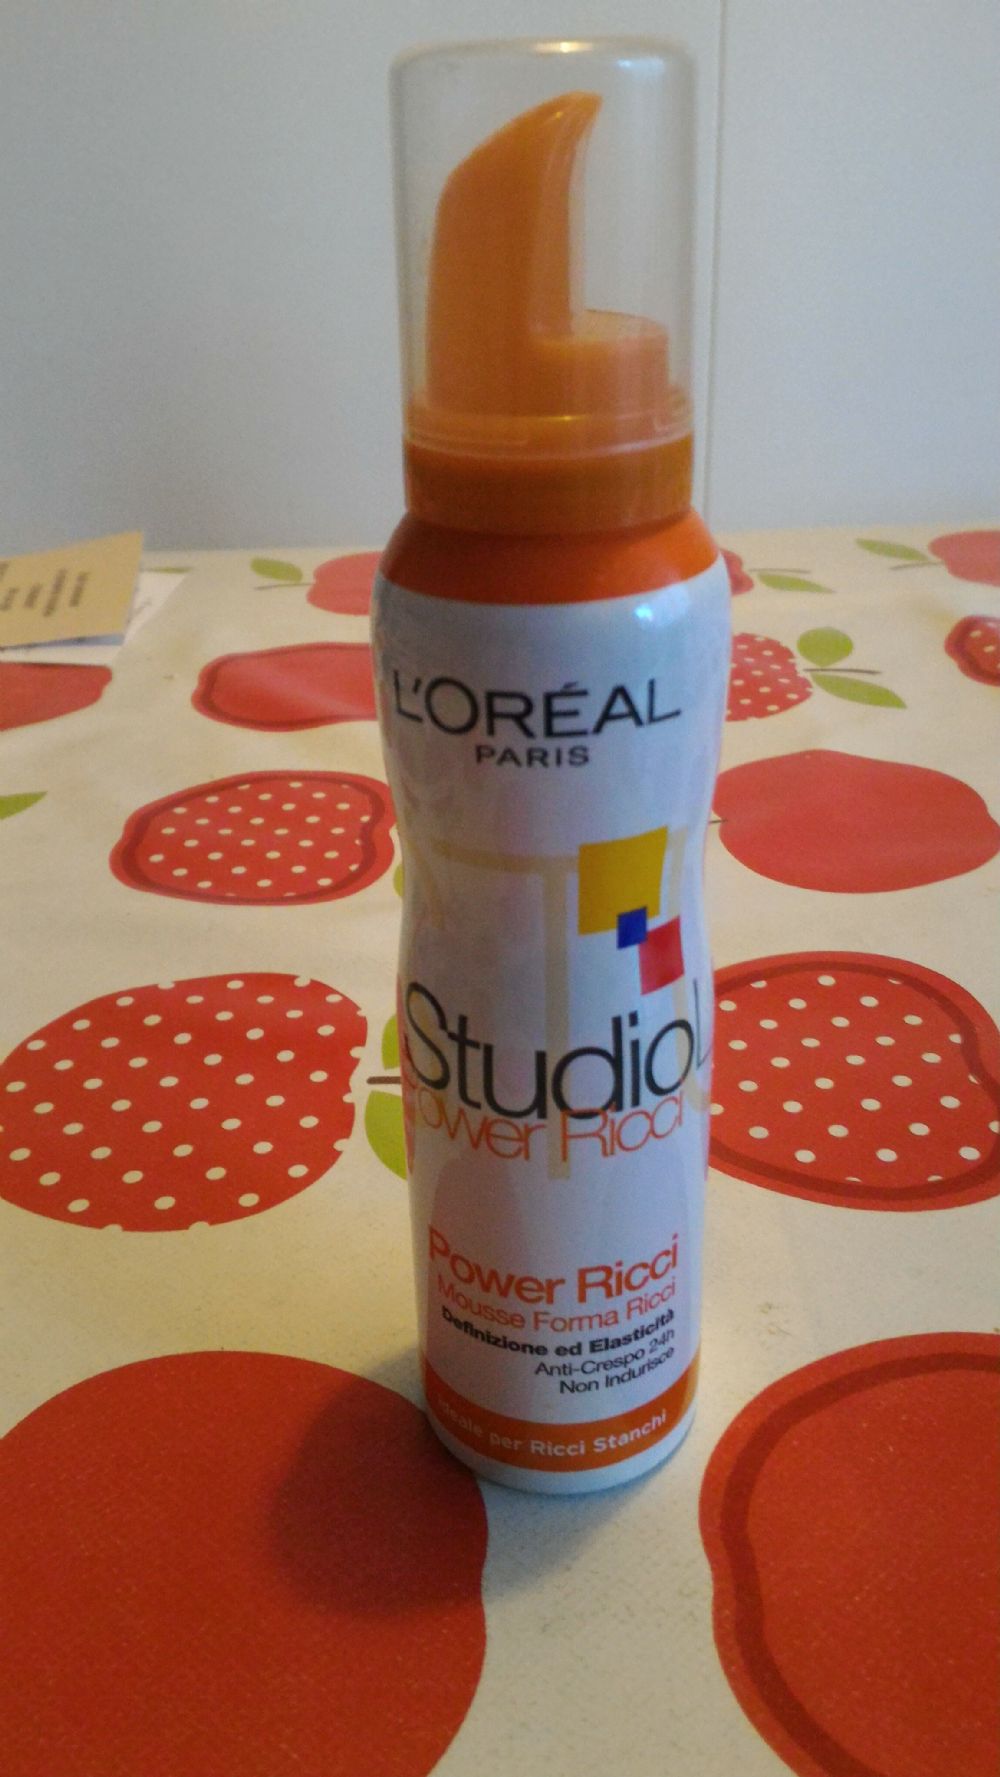 L'ORÉAL
PARIS
Studio
Power Ricci
Power Ricci
Mousse Forma Ricci
Definizione ed Elasticità
Anti-Crespo 24h
Non Indurisce
Ideale per Ricci Stanchi